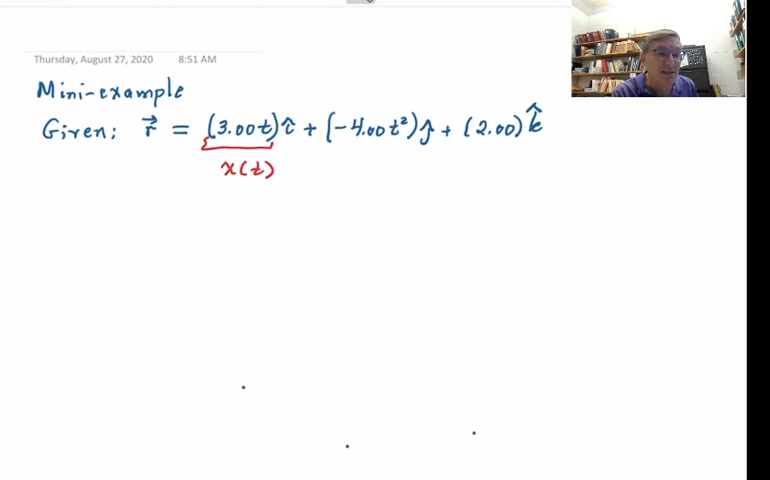 Thursday, August 27, 2020 8:51 AM
Mini-example
Given: r⃗ = (3.00t)î + (-4.00t²)ĵ + (2.00)k̂
x(t)